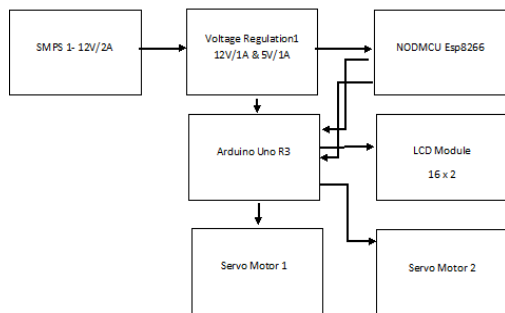 SMPS 1- 12V/2A
Voltage Regulation1
12V/1A & 5V/1A
NODMCU Esp8266
Arduino Uno R3
LCD Module
16 x 2
Servo Motor 1
Servo Motor 2